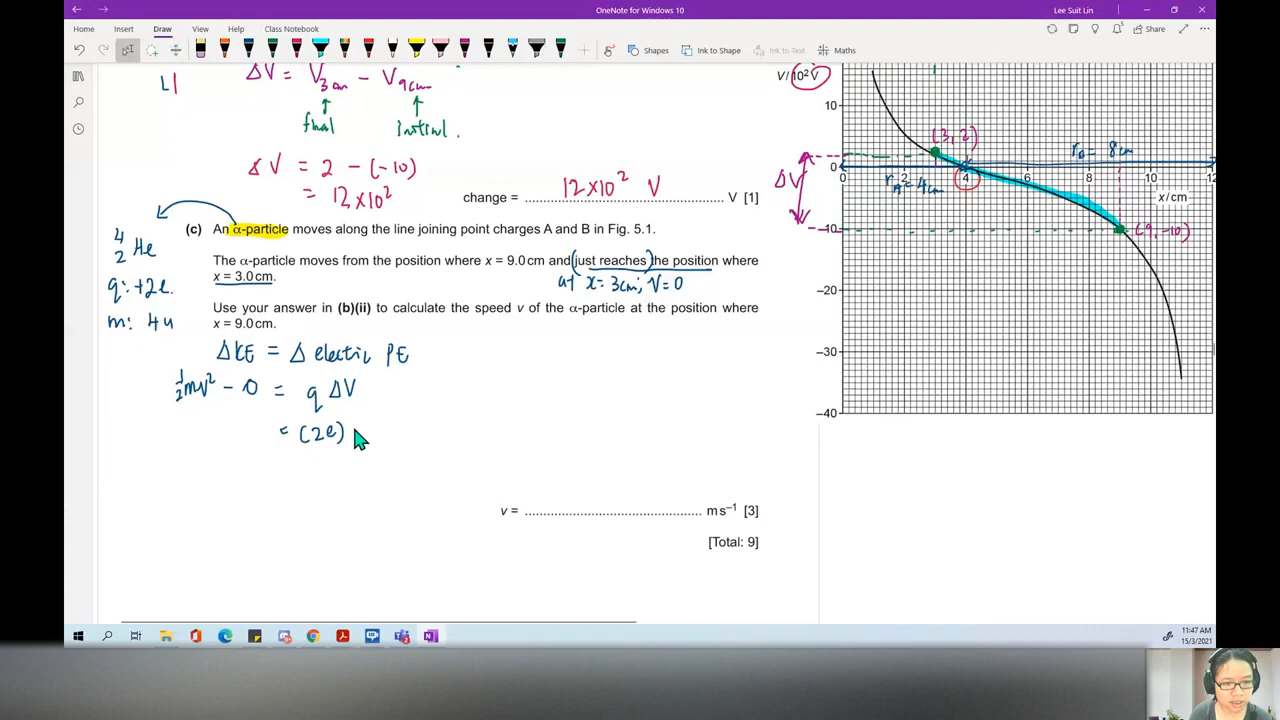 OneNote for Windows 10
Lee Suit Lin
Home Insert Draw View Help Class Notebook
Shapes Ink to Shape Ink to Text Maths Share
ΔV = V3cm − V9cm
final initial.
ΔV = 2 − (−10)
= 12×10²
change = 12×10² V V [1]
(c) An α-particle moves along the line joining point charges A and B in Fig. 5.1.
⁴₂He
The α-particle moves from the position where x = 9.0 cm and just reaches the position where
x = 3.0 cm.
at x = 3cm, V=0
q: +2e.
m: 4u
Use your answer in (b)(ii) to calculate the speed v of the α-particle at the position where
x = 9.0 cm.
ΔKE = Δ electric PE
½mv² − 0 = q ΔV
= (2e)
v = ................................................ m s⁻¹ [3]
[Total: 9]
V/10² V
10
0
−10
−20
−30
−40
0 2 4 6 8 10 12
x/cm
(3, 2)
rB = 8cm
rA = 4cm
ΔV
(9, −10)
11:47 AM
15/3/2021